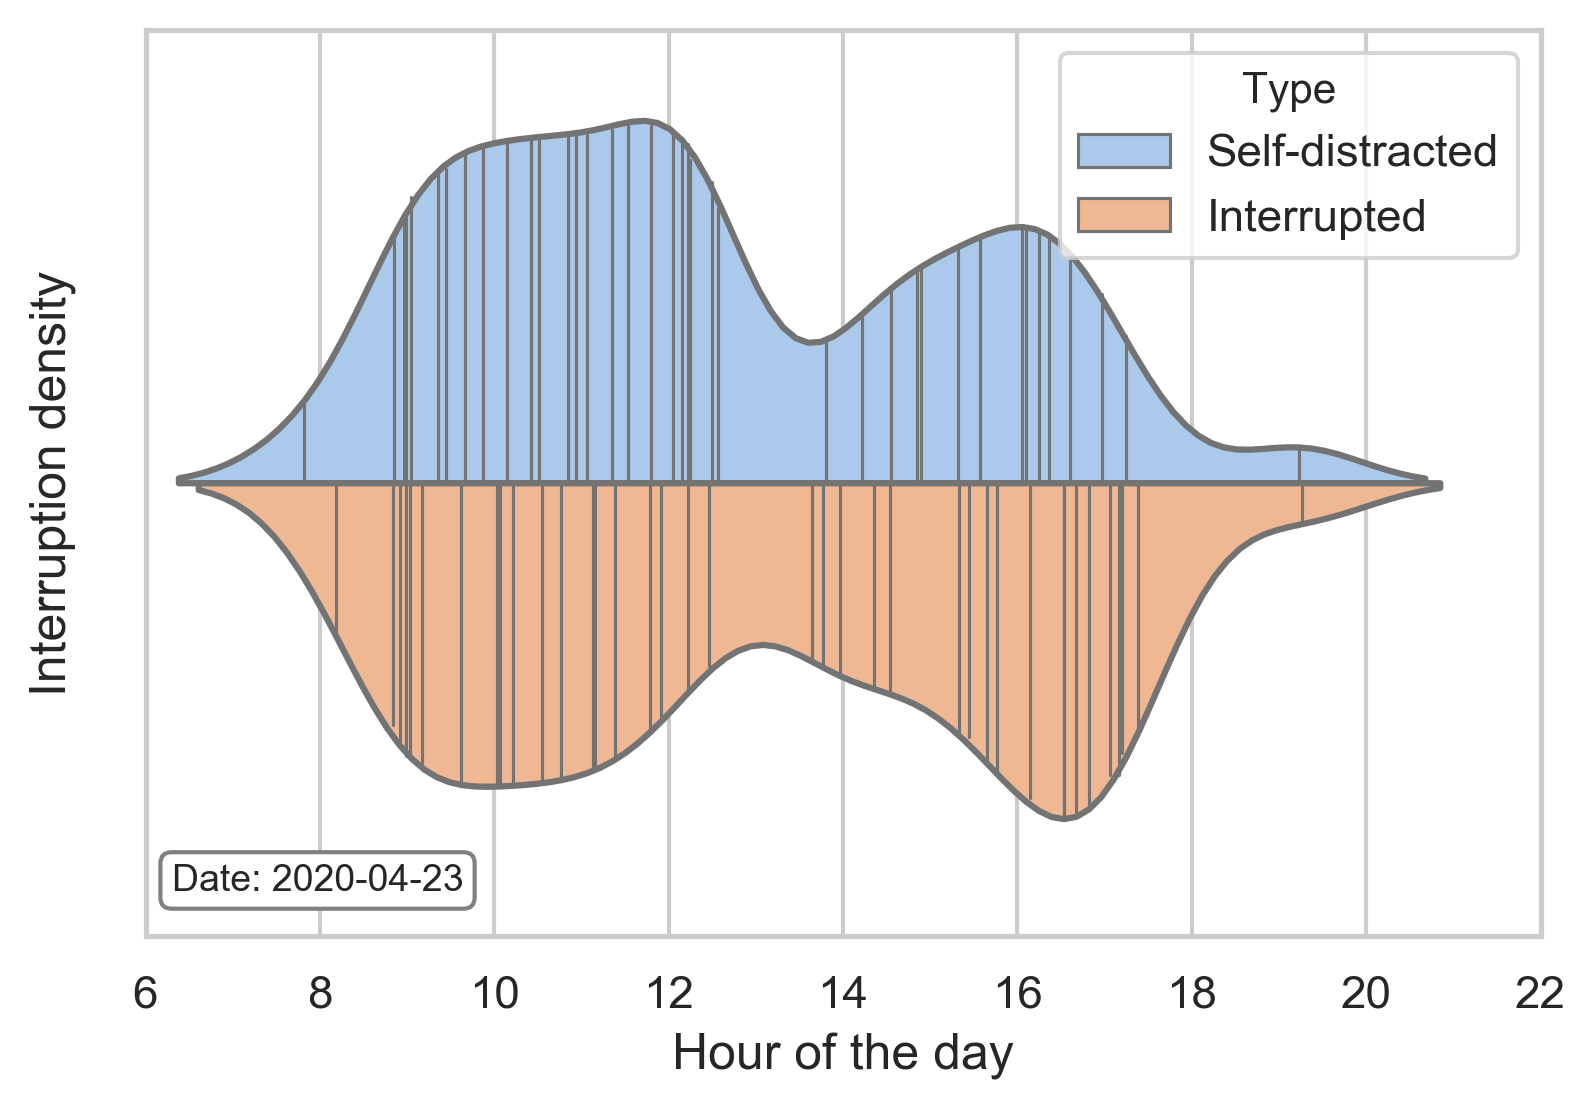 Type
Self-distracted
Interrupted
Interruption density
Date: 2020-04-23
6 8 10 12 14 16 18 20 22
Hour of the day